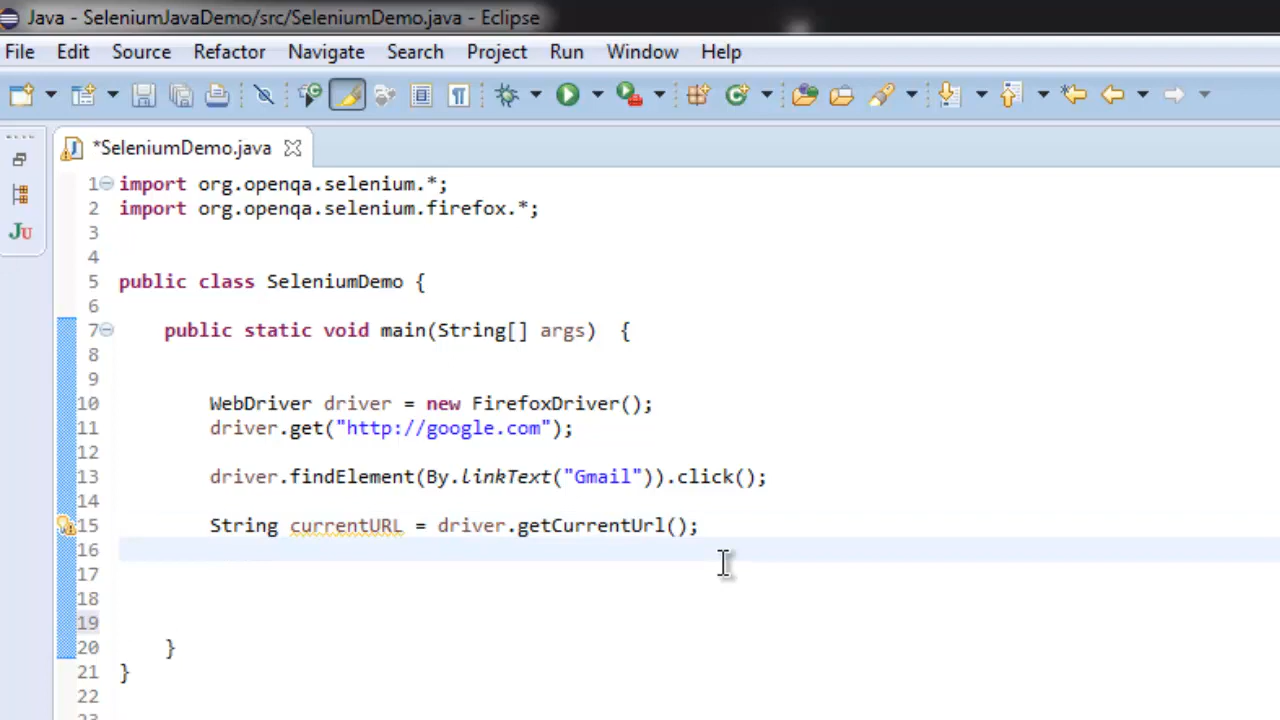 Java - SeleniumJavaDemo/src/SeleniumDemo.java - Eclipse
File Edit Source Refactor Navigate Search Project Run Window Help
*SeleniumDemo.java
Ju
1 import org.openqa.selenium.*;
2 import org.openqa.selenium.firefox.*;
3
4
5 public class SeleniumDemo {
6
7 public static void main(String[] args) {
8
9
10 WebDriver driver = new FirefoxDriver();
11 driver.get("http://google.com");
12
13 driver.findElement(By.linkText("Gmail")).click();
14
15 String currentURL = driver.getCurrentUrl();
16
17
18
19
20 }
21 }
22
23